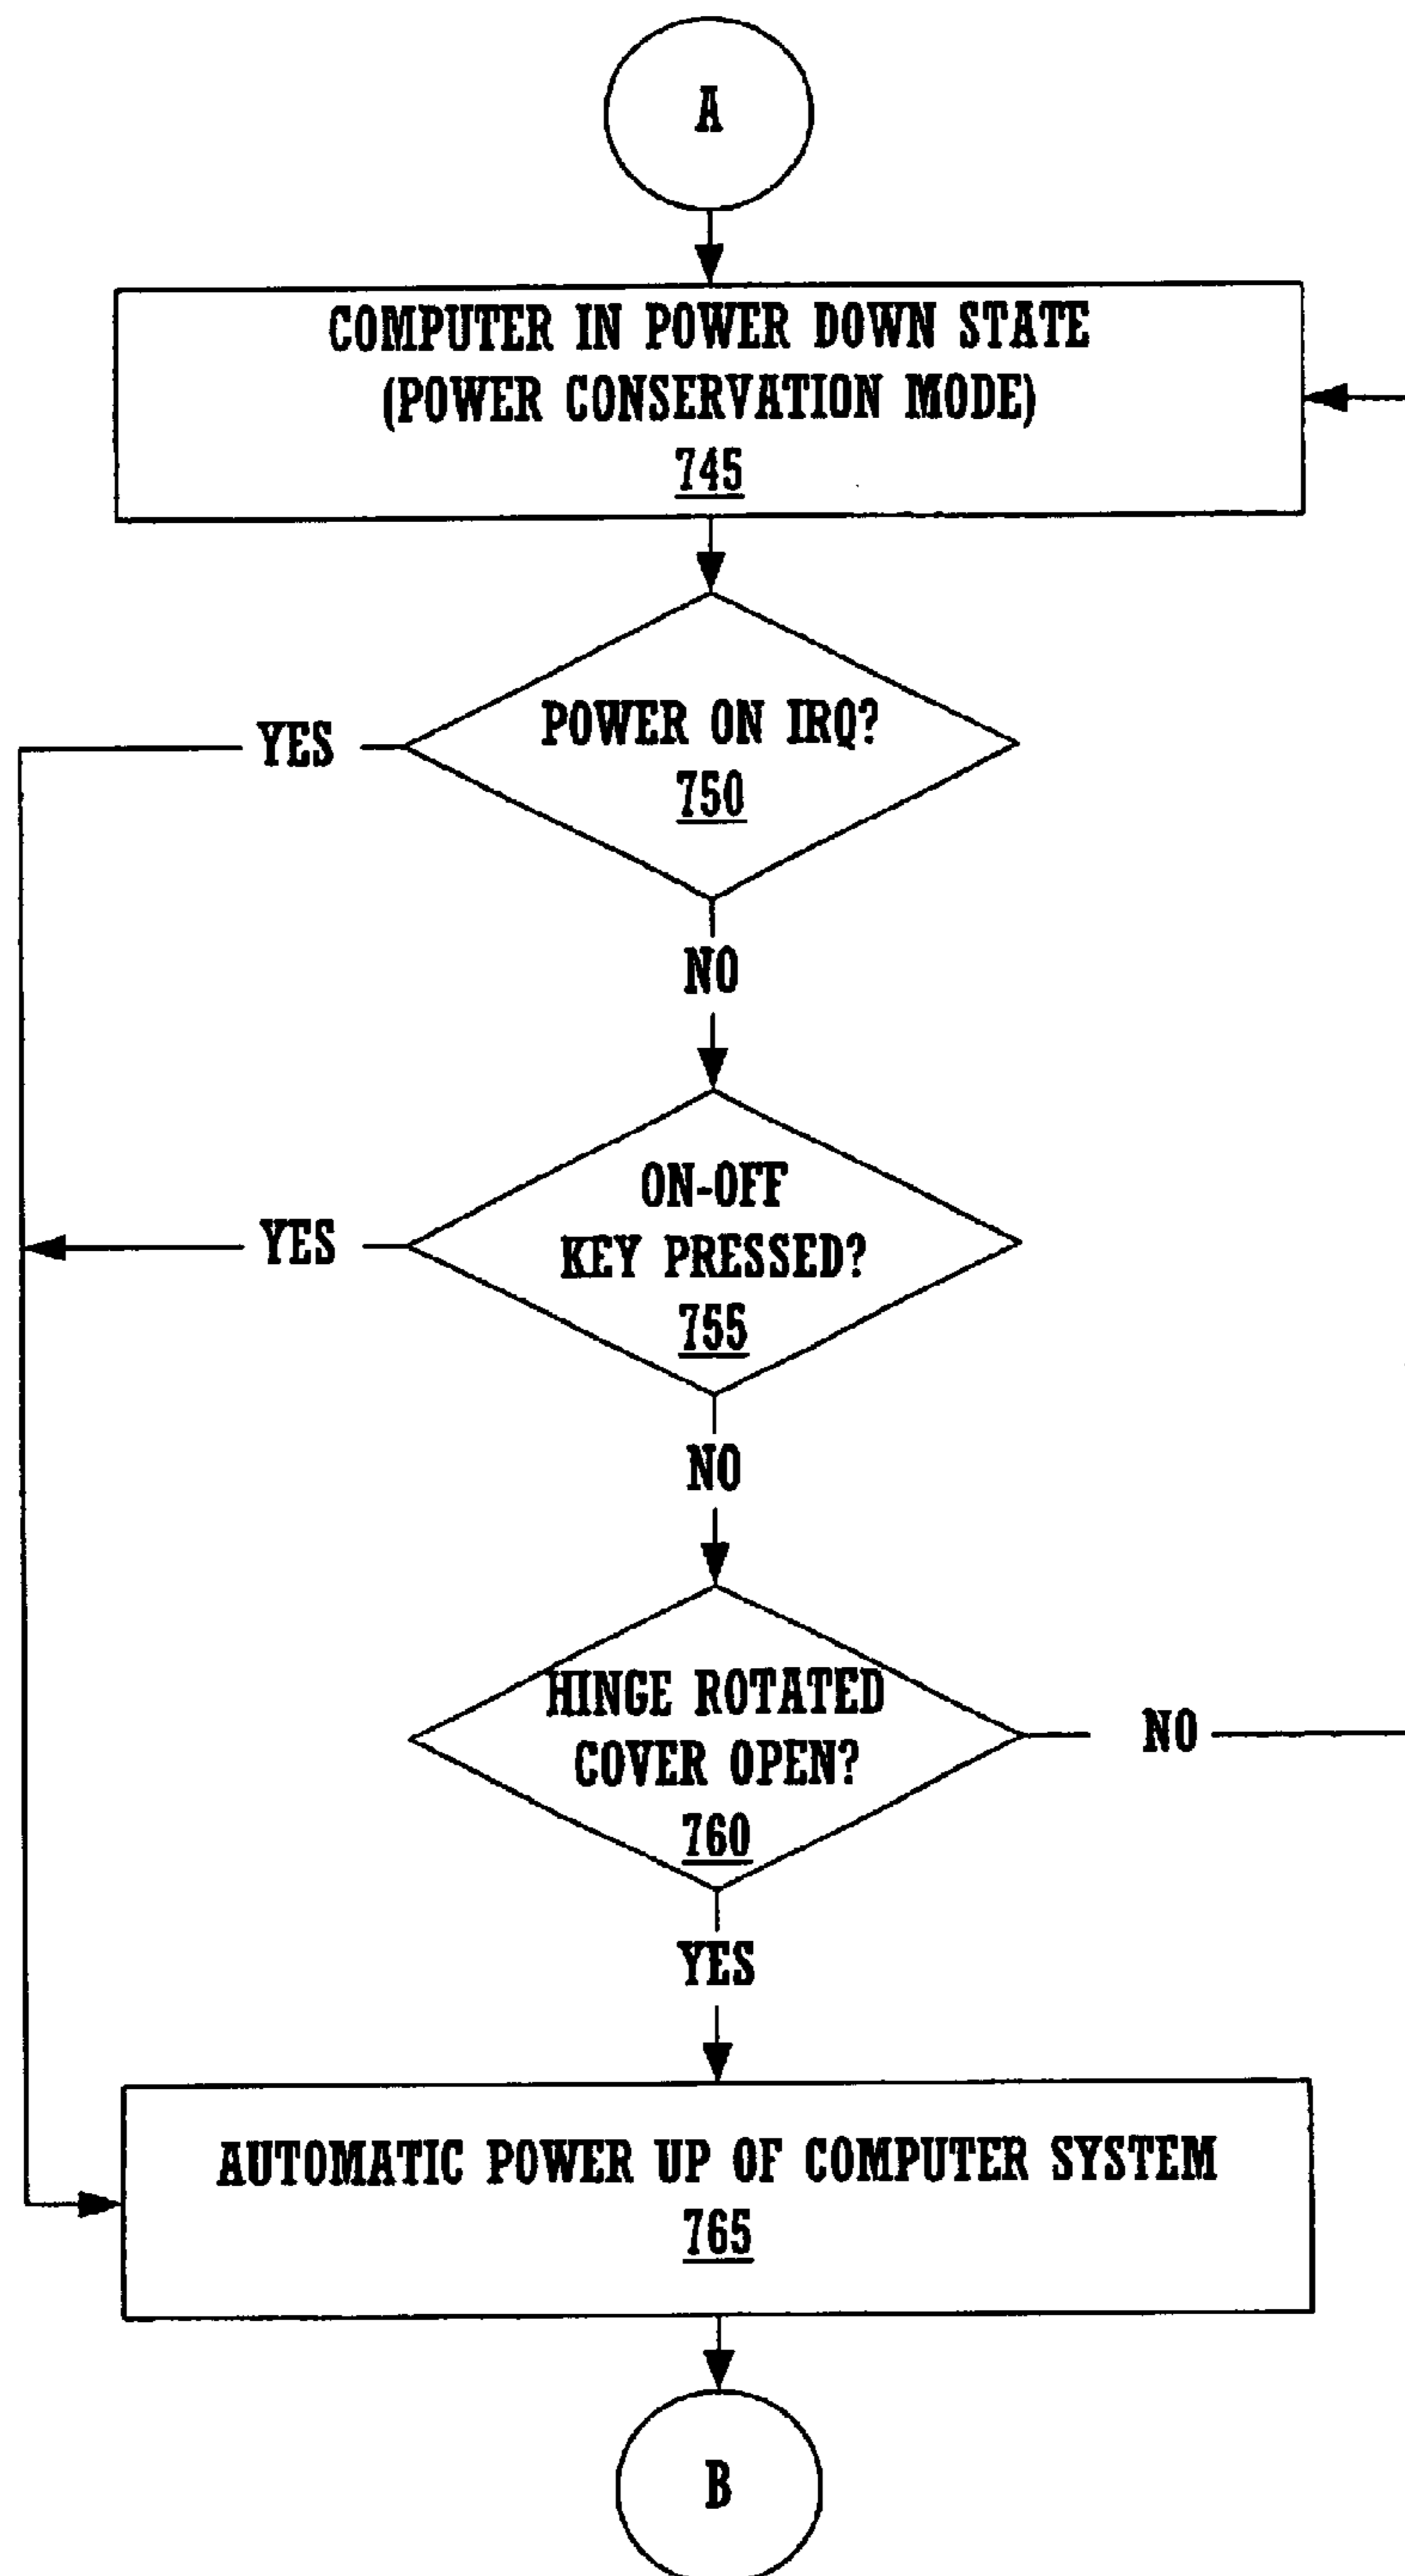 A
COMPUTER IN POWER DOWN STATE
(POWER CONSERVATION MODE)
745
POWER ON IRQ?
750
YES
NO
ON-OFF
KEY PRESSED?
755
YES
NO
HINGE ROTATED
COVER OPEN?
760
NO
YES
AUTOMATIC POWER UP OF COMPUTER SYSTEM
765
B